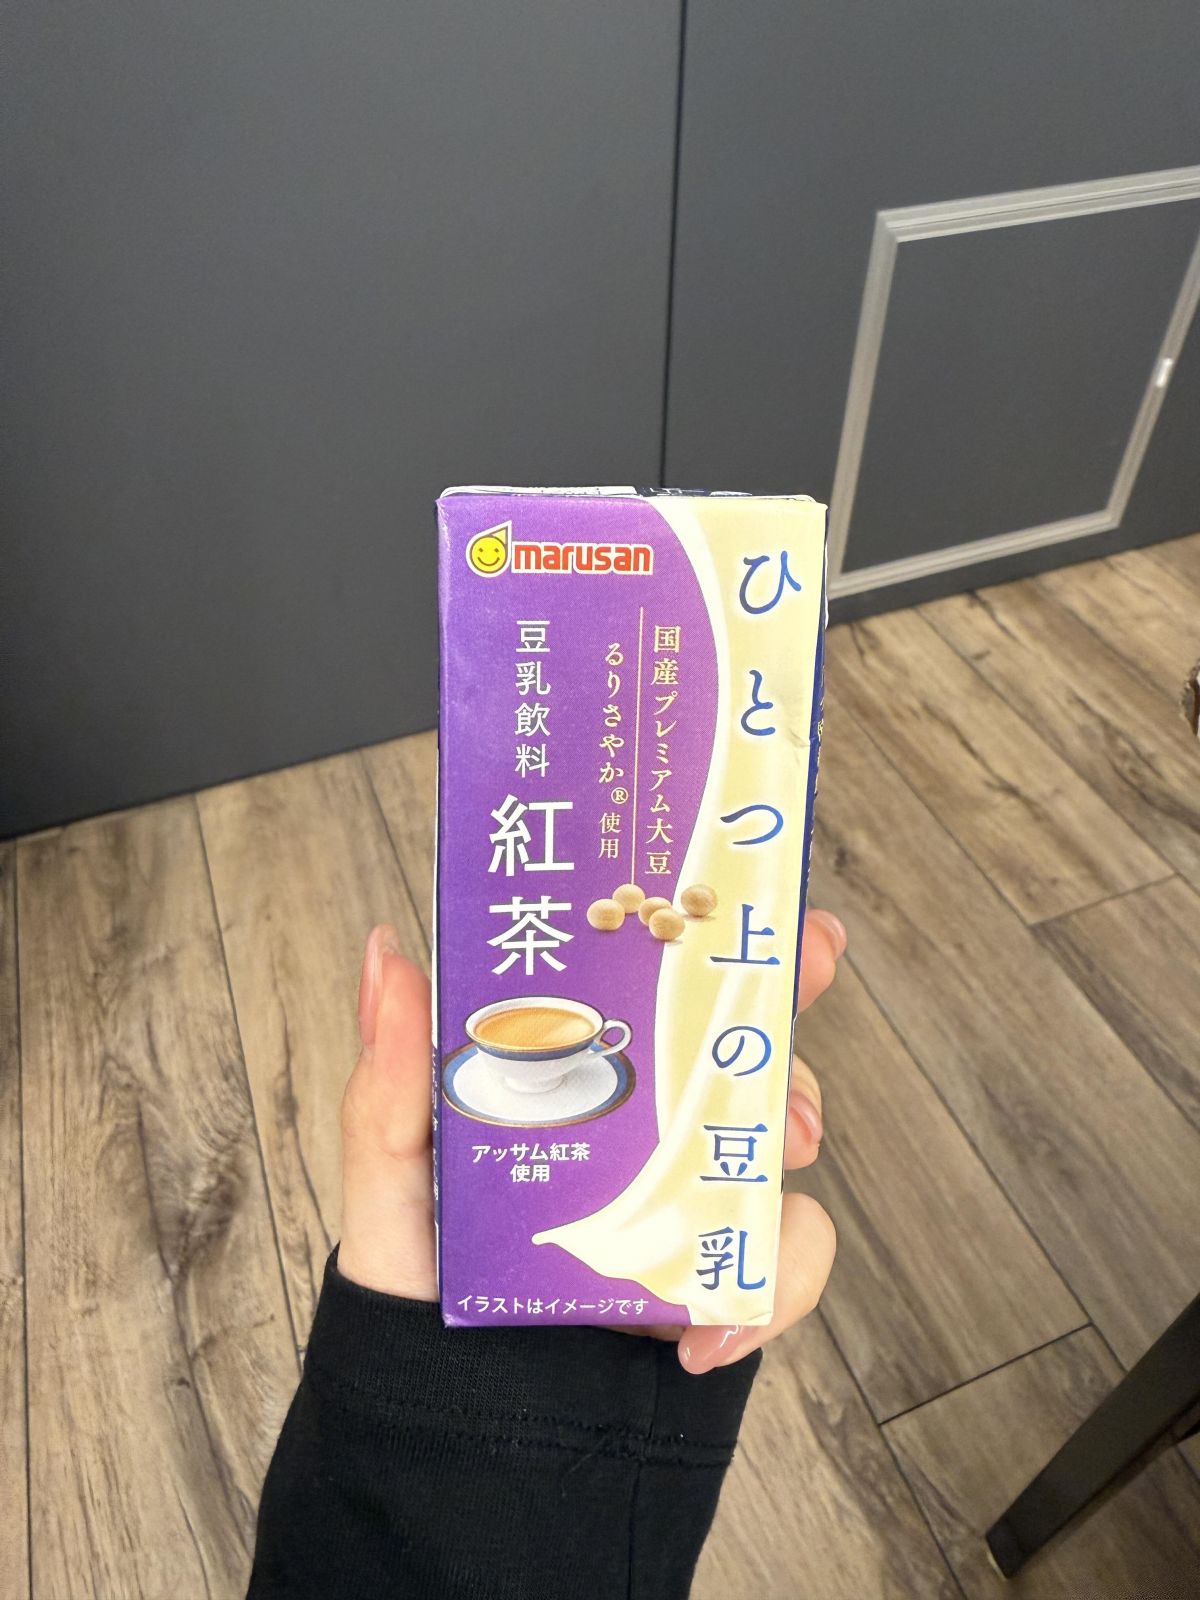 marusan
ひとつ上の豆乳
国産プレミアム大豆
るりさやか®使用
豆乳飲料
紅茶
アッサム紅茶
使用
イラストはイメージです